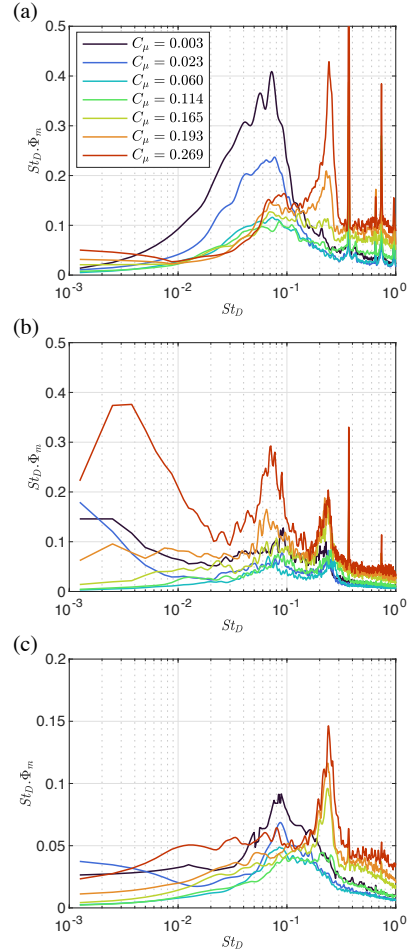 (a)
0.5
0.4
0.3
0.2
0.1
0
St_D.Φ_m
C_μ = 0.003
C_μ = 0.023
C_μ = 0.060
C_μ = 0.114
C_μ = 0.165
C_μ = 0.193
C_μ = 0.269
10^-3 10^-2 10^-1 10^0
St_D
(b)
0.5
0.4
0.3
0.2
0.1
0
St_D.Φ_m
10^-3 10^-2 10^-1 10^0
St_D
(c)
0.2
0.15
0.1
0.05
0
St_D.Φ_m
10^-3 10^-2 10^-1 10^0
St_D